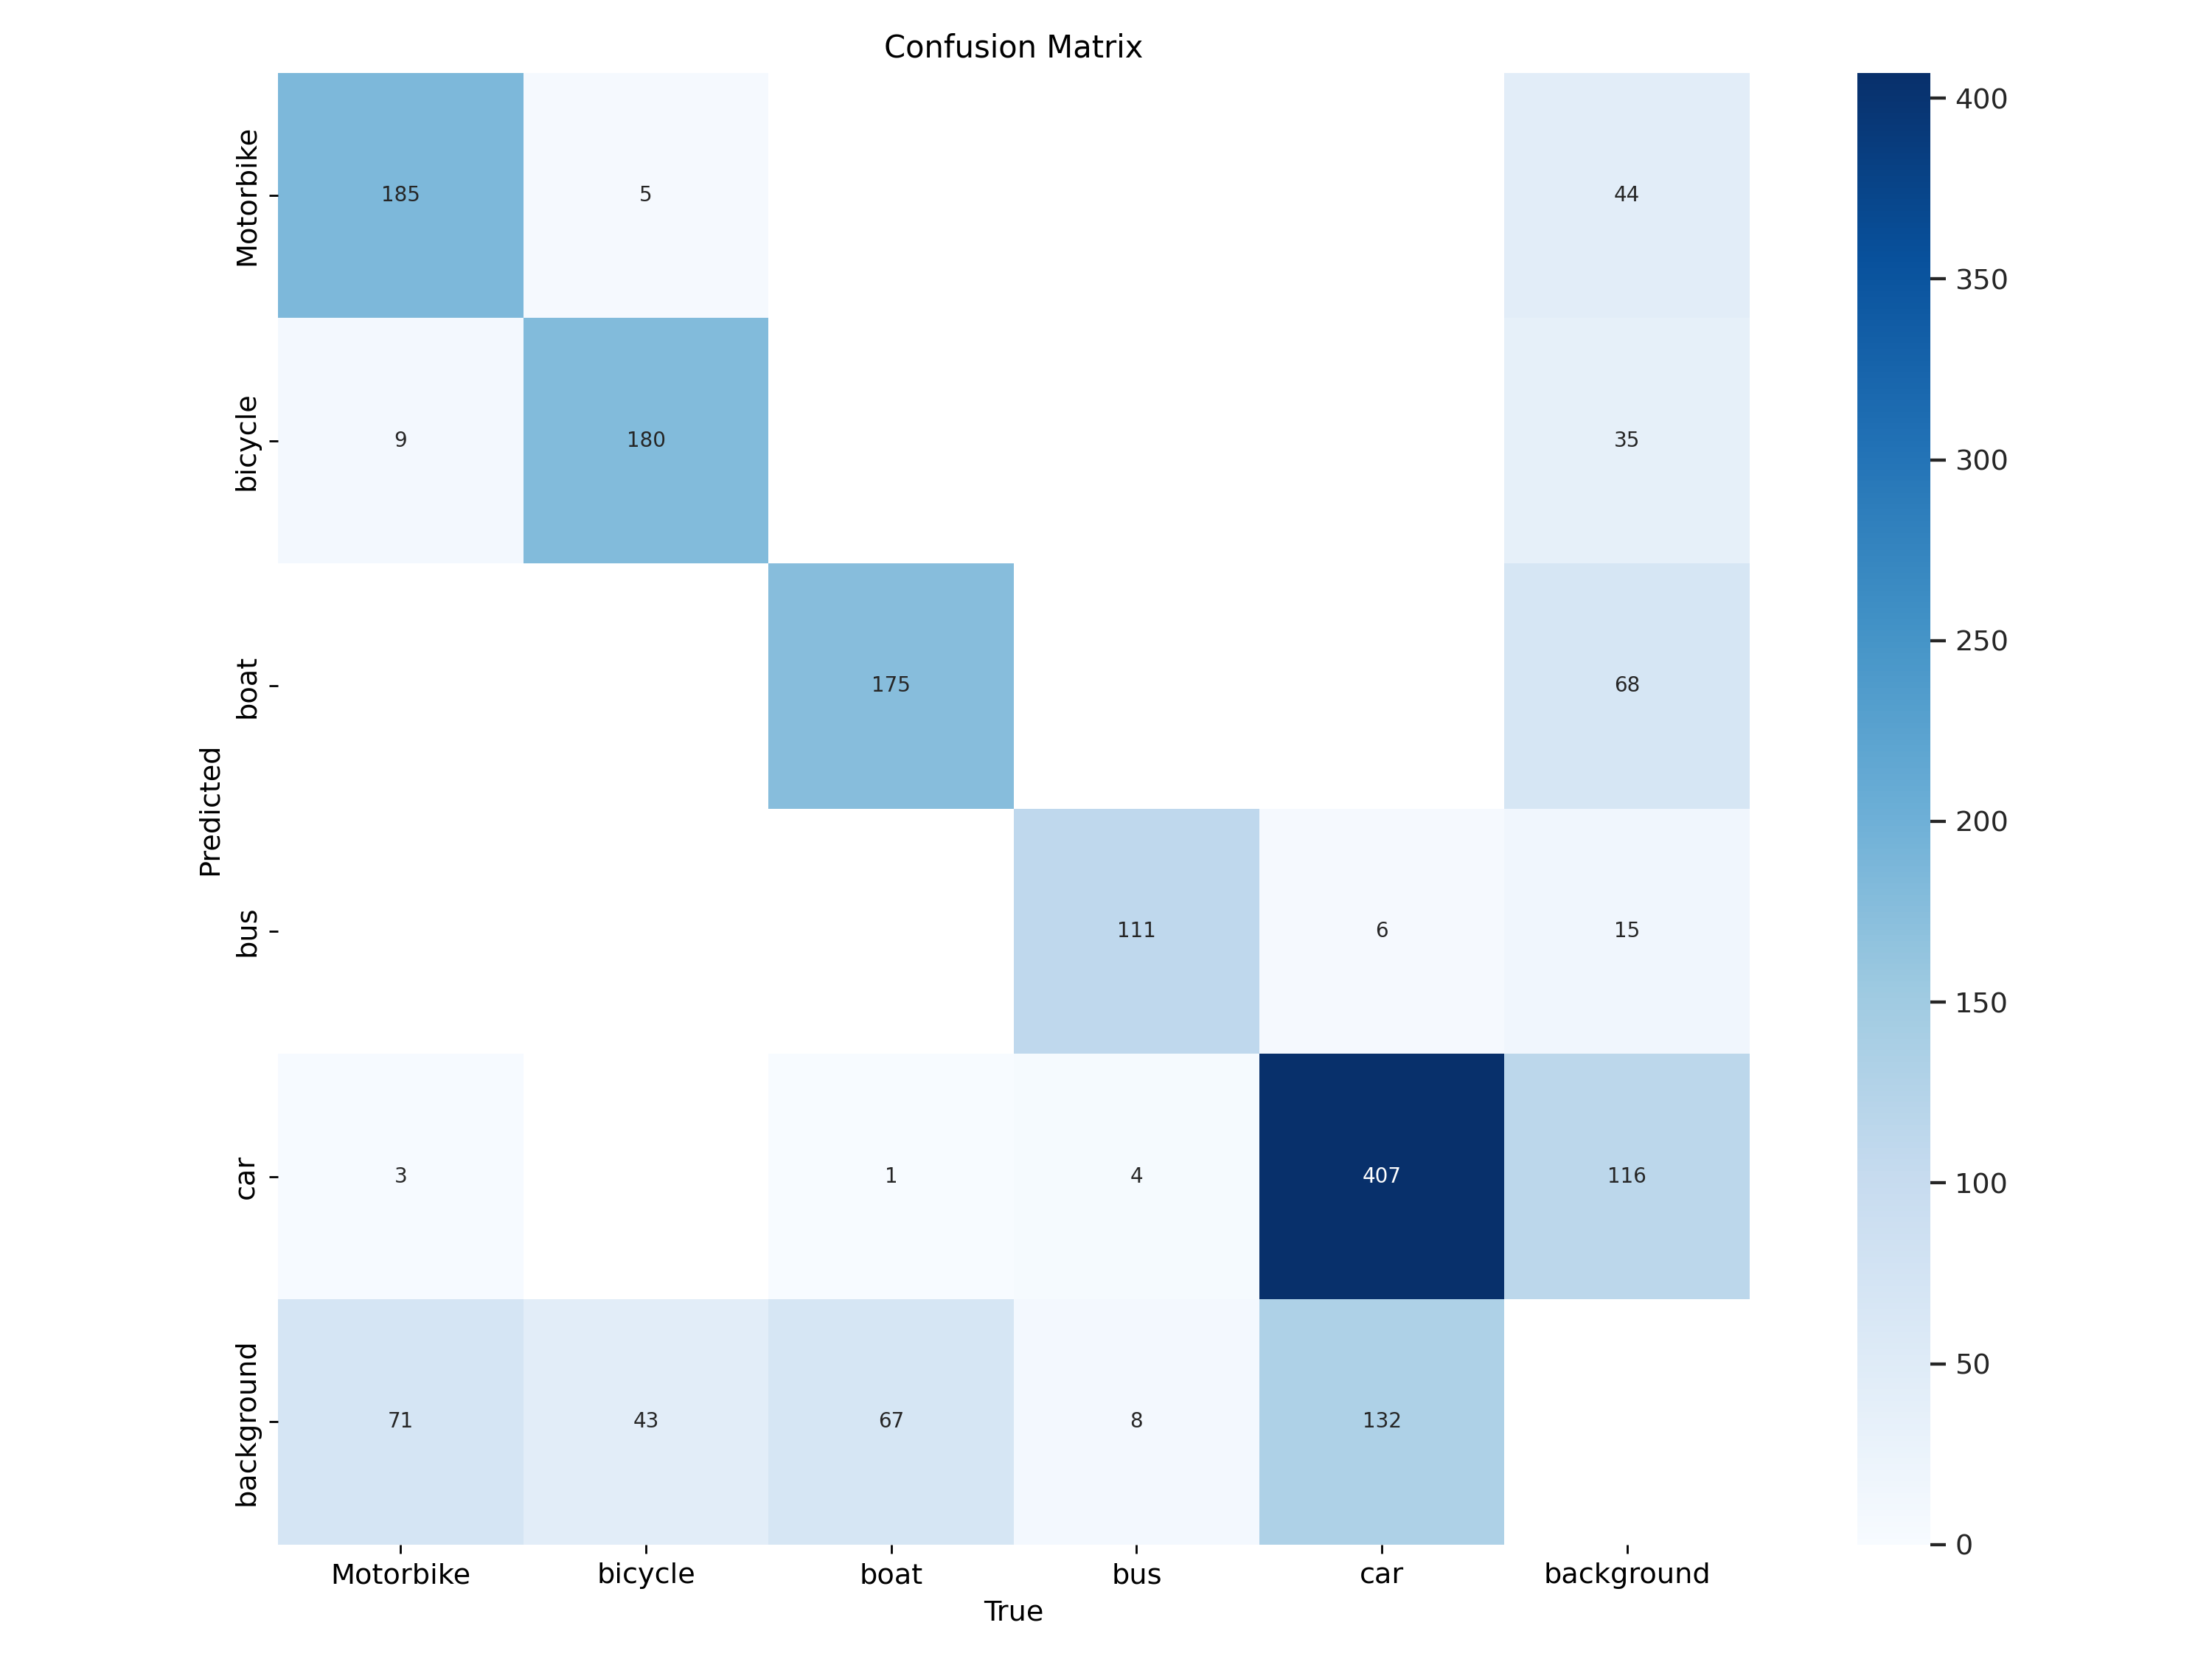 Confusion Matrix
Motorbike 185 5 44
bicycle 9 180 35
boat 175 68
bus 111 6 15
car 3 1 4 407 116
background 71 43 67 8 132
Motorbike bicycle boat bus car background
True
Predicted
400
350
300
250
200
150
100
50
0